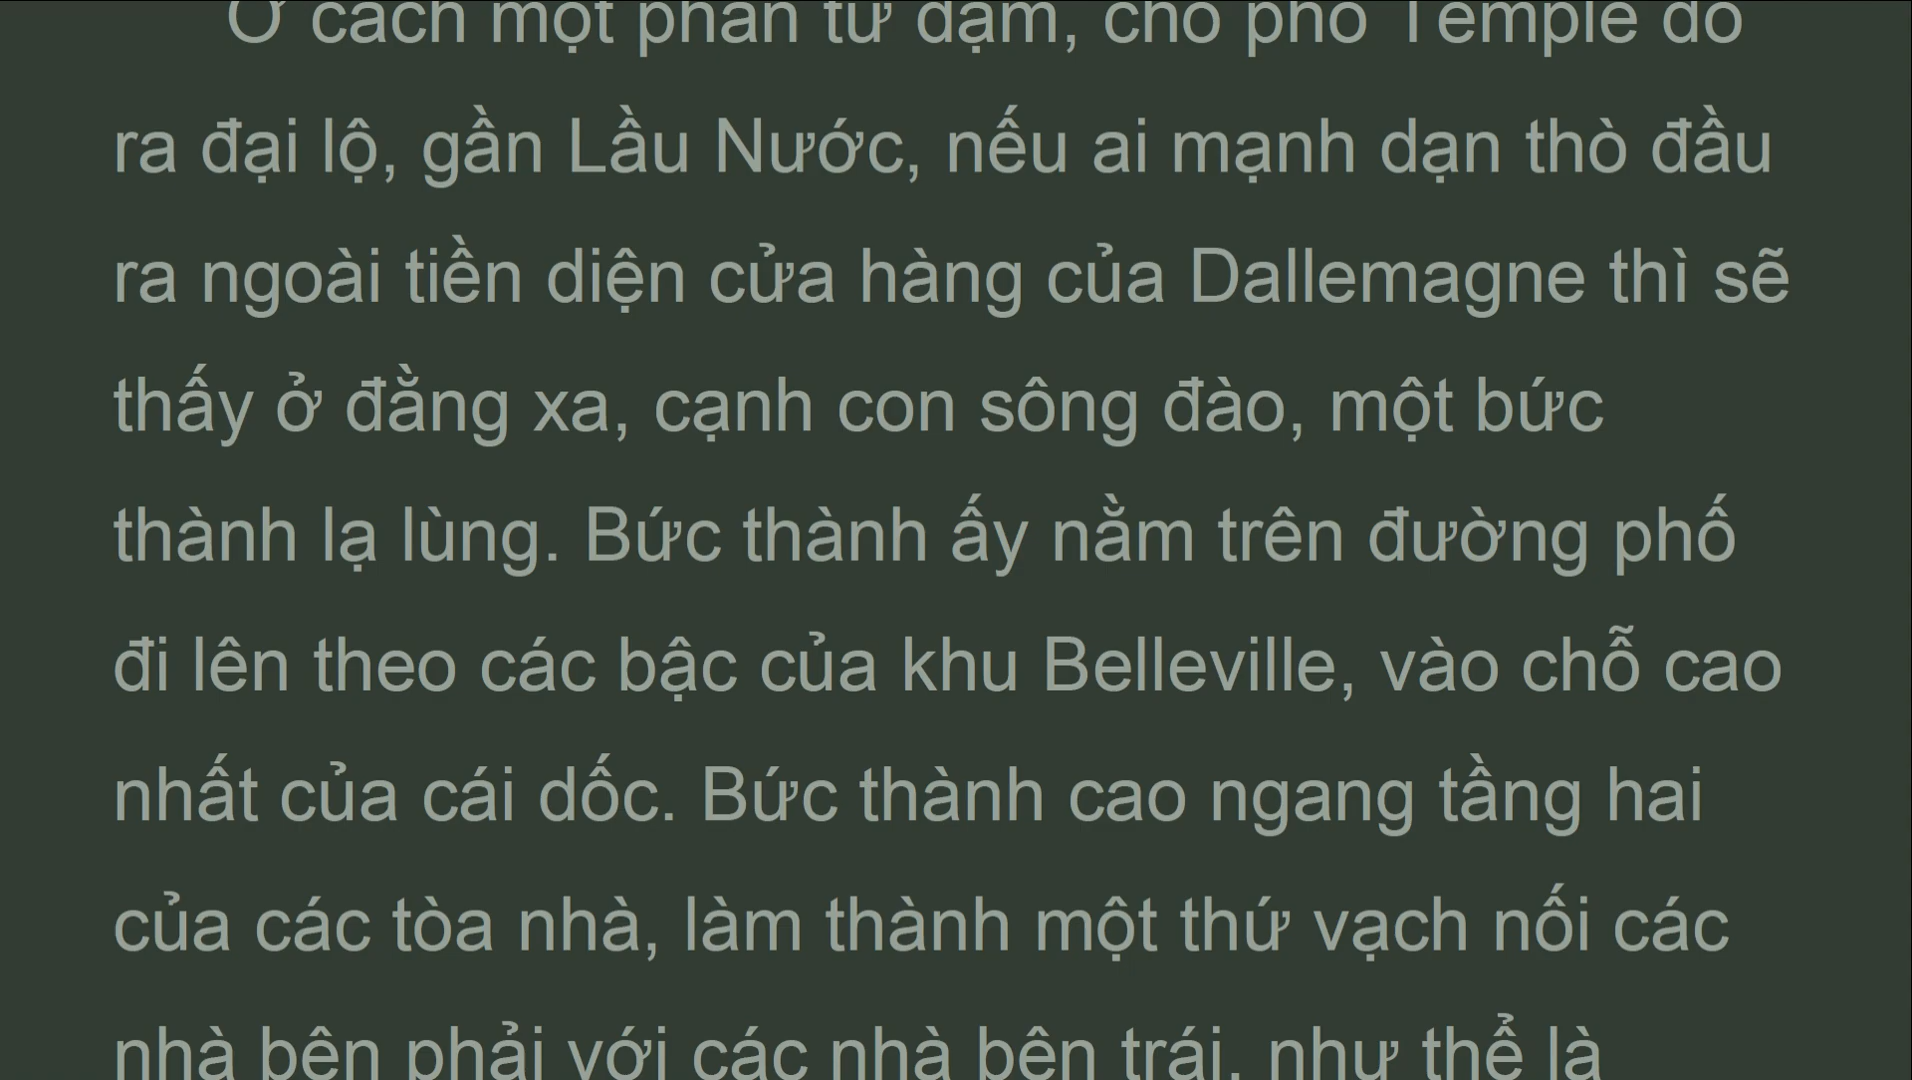 Ở cách một phần tư dặm, chỗ phố Temple đổ
ra đại lộ, gần Lầu Nước, nếu ai mạnh dạn thò đầu
ra ngoài tiền diện cửa hàng của Dallemagne thì sẽ
thấy ở đằng xa, cạnh con sông đào, một bức
thành lạ lùng. Bức thành ấy nằm trên đường phố
đi lên theo các bậc của khu Belleville, vào chỗ cao
nhất của cái dốc. Bức thành cao ngang tầng hai
của các tòa nhà, làm thành một thứ vạch nối các
nhà bên phải với các nhà bên trái, như thể là